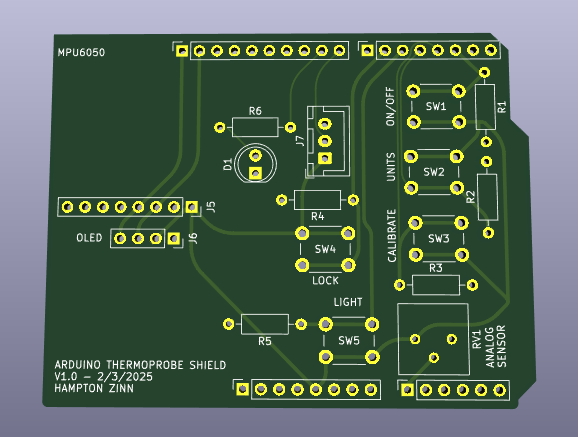 MPU6050
ON/OFF
SW1
R1
R6
J7
D1
UNITS
SW2
R2
J5
R4
CALIBRATE
SW3
OLED
J6
SW4
LOCK
R3
LIGHT
R5
SW5
RV1
ANALOG
SENSOR
ARDUINO THERMOPROBE SHIELD
V1.0 – 2/3/2025
HAMPTON ZINN